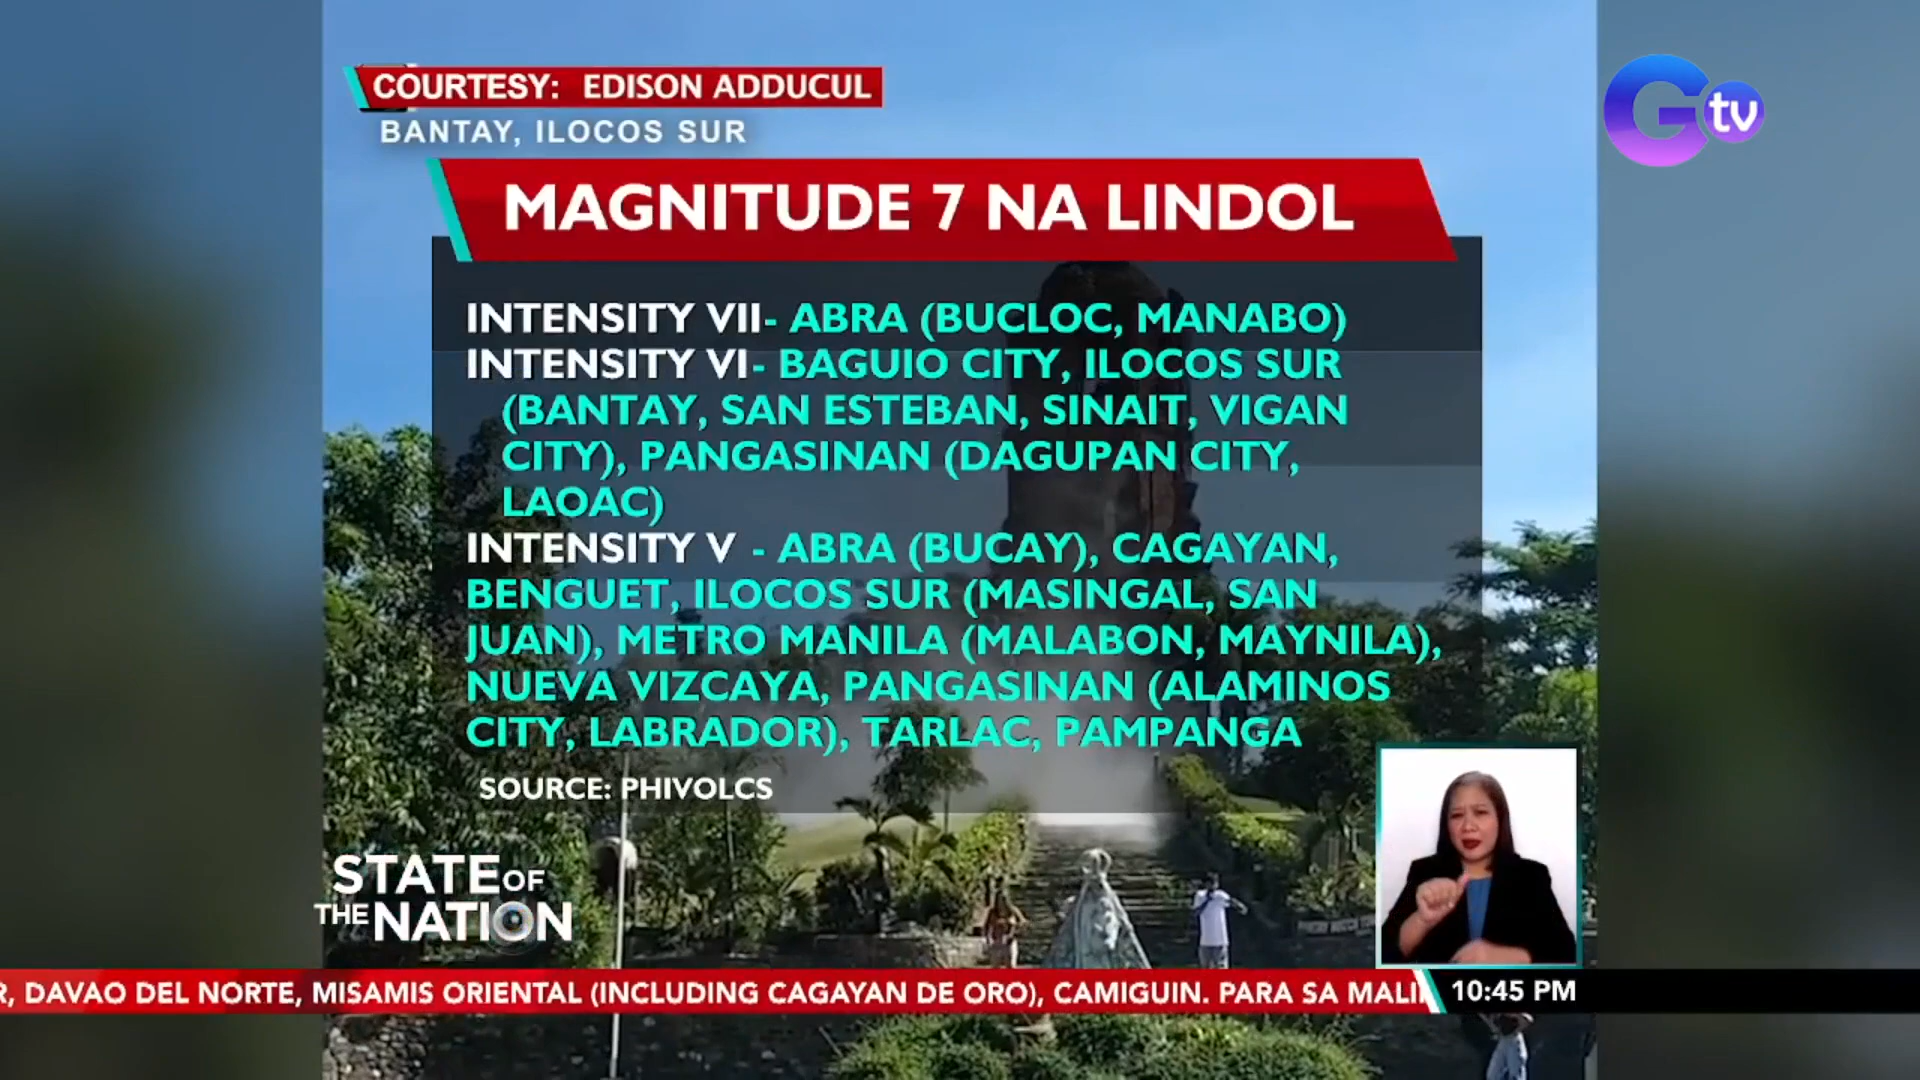 COURTESY: EDISON ADDUCUL
BANTAY, ILOCOS SUR
Gtv
MAGNITUDE 7 NA LINDOL
INTENSITY VII- ABRA (BUCLOC, MANABO)
INTENSITY VI- BAGUIO CITY, ILOCOS SUR
(BANTAY, SAN ESTEBAN, SINAIT, VIGAN
CITY), PANGASINAN (DAGUPAN CITY,
LAOAC)
INTENSITY V - ABRA (BUCAY), CAGAYAN,
BENGUET, ILOCOS SUR (MASINGAL, SAN
JUAN), METRO MANILA (MALABON, MAYNILA),
NUEVA VIZCAYA, PANGASINAN (ALAMINOS
CITY, LABRADOR), TARLAC, PAMPANGA
SOURCE: PHIVOLCS
STATE OF
THE NATION
, DAVAO DEL NORTE, MISAMIS ORIENTAL (INCLUDING CAGAYAN DE ORO), CAMIGUIN. PARA SA
10:45 PM